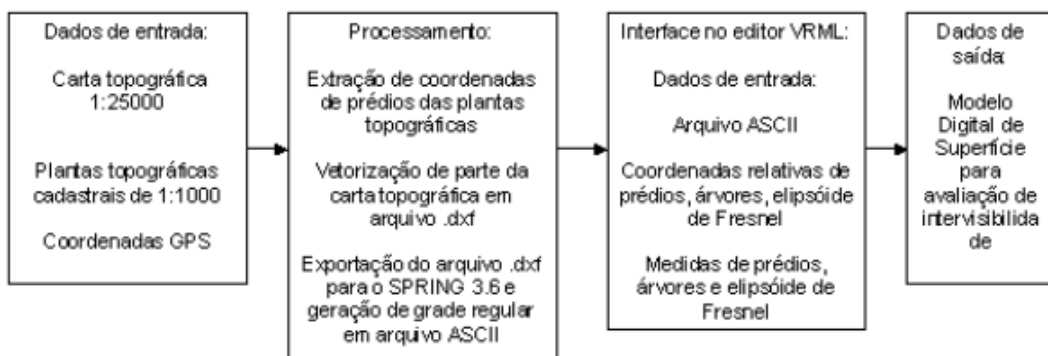 Dados de entrada:
Carta topográfica
1:25000
Plantas topográficas
cadastrais de 1:1000
Coordenadas GPS
Processamento:
Extração de coordenadas
de prédios das plantas
topográficas
Vetorização de parte da
carta topográfica em
arquivo .dxf
Exportação do arquivo .dxf
para o SPRING 3.6 e
geração de grade regular
em arquivo ASCII
Interface no editor VRML:
Dados de entrada:
Arquivo ASCII
Coordenadas relativas de
prédios, árvores, elipsóide
de Fresnel
Medidas de prédios,
árvores e elipsóide de
Fresnel
Dados de
saída:
Modelo
Digital de
Superfície
para
avaliação de
intervisibilida
de